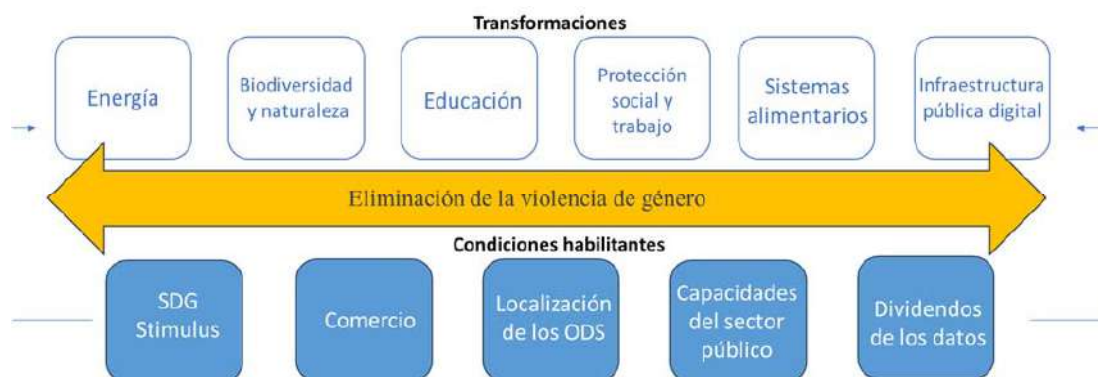 Transformaciones
Energía
Biodiversidad
y naturaleza
Educación
Protección
social y
trabajo
Sistemas
alimentarios
Infraestructura
pública digital
Eliminación de la violencia de género
Condiciones habilitantes
SDG
Stimulus
Comercio
Localización
de los ODS
Capacidades
del sector
público
Dividendos
de los datos